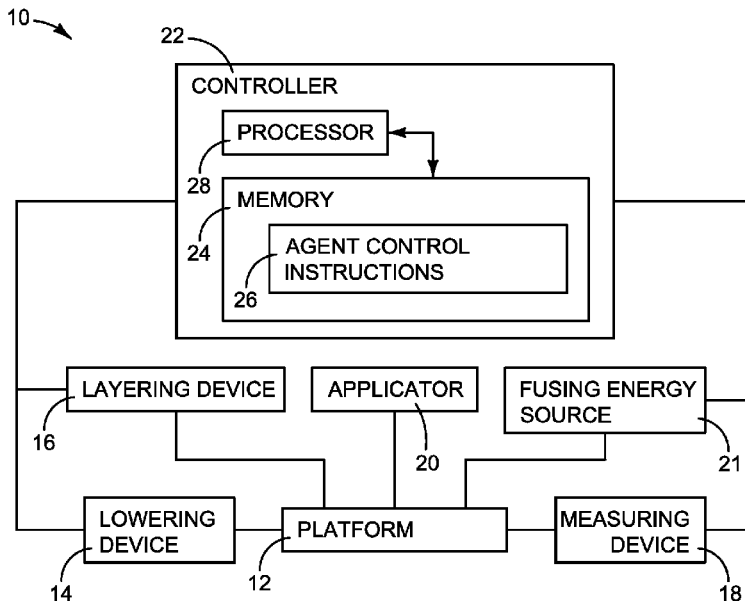 10
22
CONTROLLER
PROCESSOR
28
MEMORY
24
AGENT CONTROL
INSTRUCTIONS
26
LAYERING DEVICE
16
APPLICATOR
20
FUSING ENERGY
SOURCE
21
LOWERING
DEVICE
14
PLATFORM
12
MEASURING
DEVICE
18